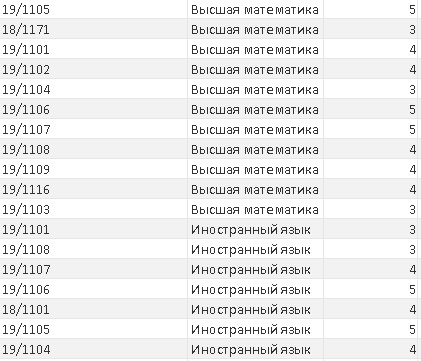 19/1105 Высшая математика 5
18/1171 Высшая математика 3
19/1101 Высшая математика 4
19/1102 Высшая математика 4
19/1104 Высшая математика 3
19/1106 Высшая математика 5
19/1107 Высшая математика 5
19/1108 Высшая математика 4
19/1109 Высшая математика 4
19/1116 Высшая математика 4
19/1103 Высшая математика 3
19/1101 Иностранный язык 3
19/1108 Иностранный язык 3
19/1107 Иностранный язык 4
19/1106 Иностранный язык 5
18/1101 Иностранный язык 4
19/1105 Иностранный язык 5
19/1104 Иностранный язык 4